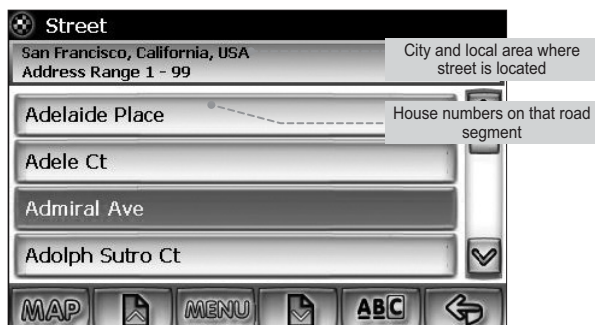 Street
San Francisco, California, USA
Address Range 1 - 99
City and local area where
street is located
Adelaide Place
House numbers on that road
segment
Adele Ct
Admiral Ave
Adolph Sutro Ct
MAP MENU ABC